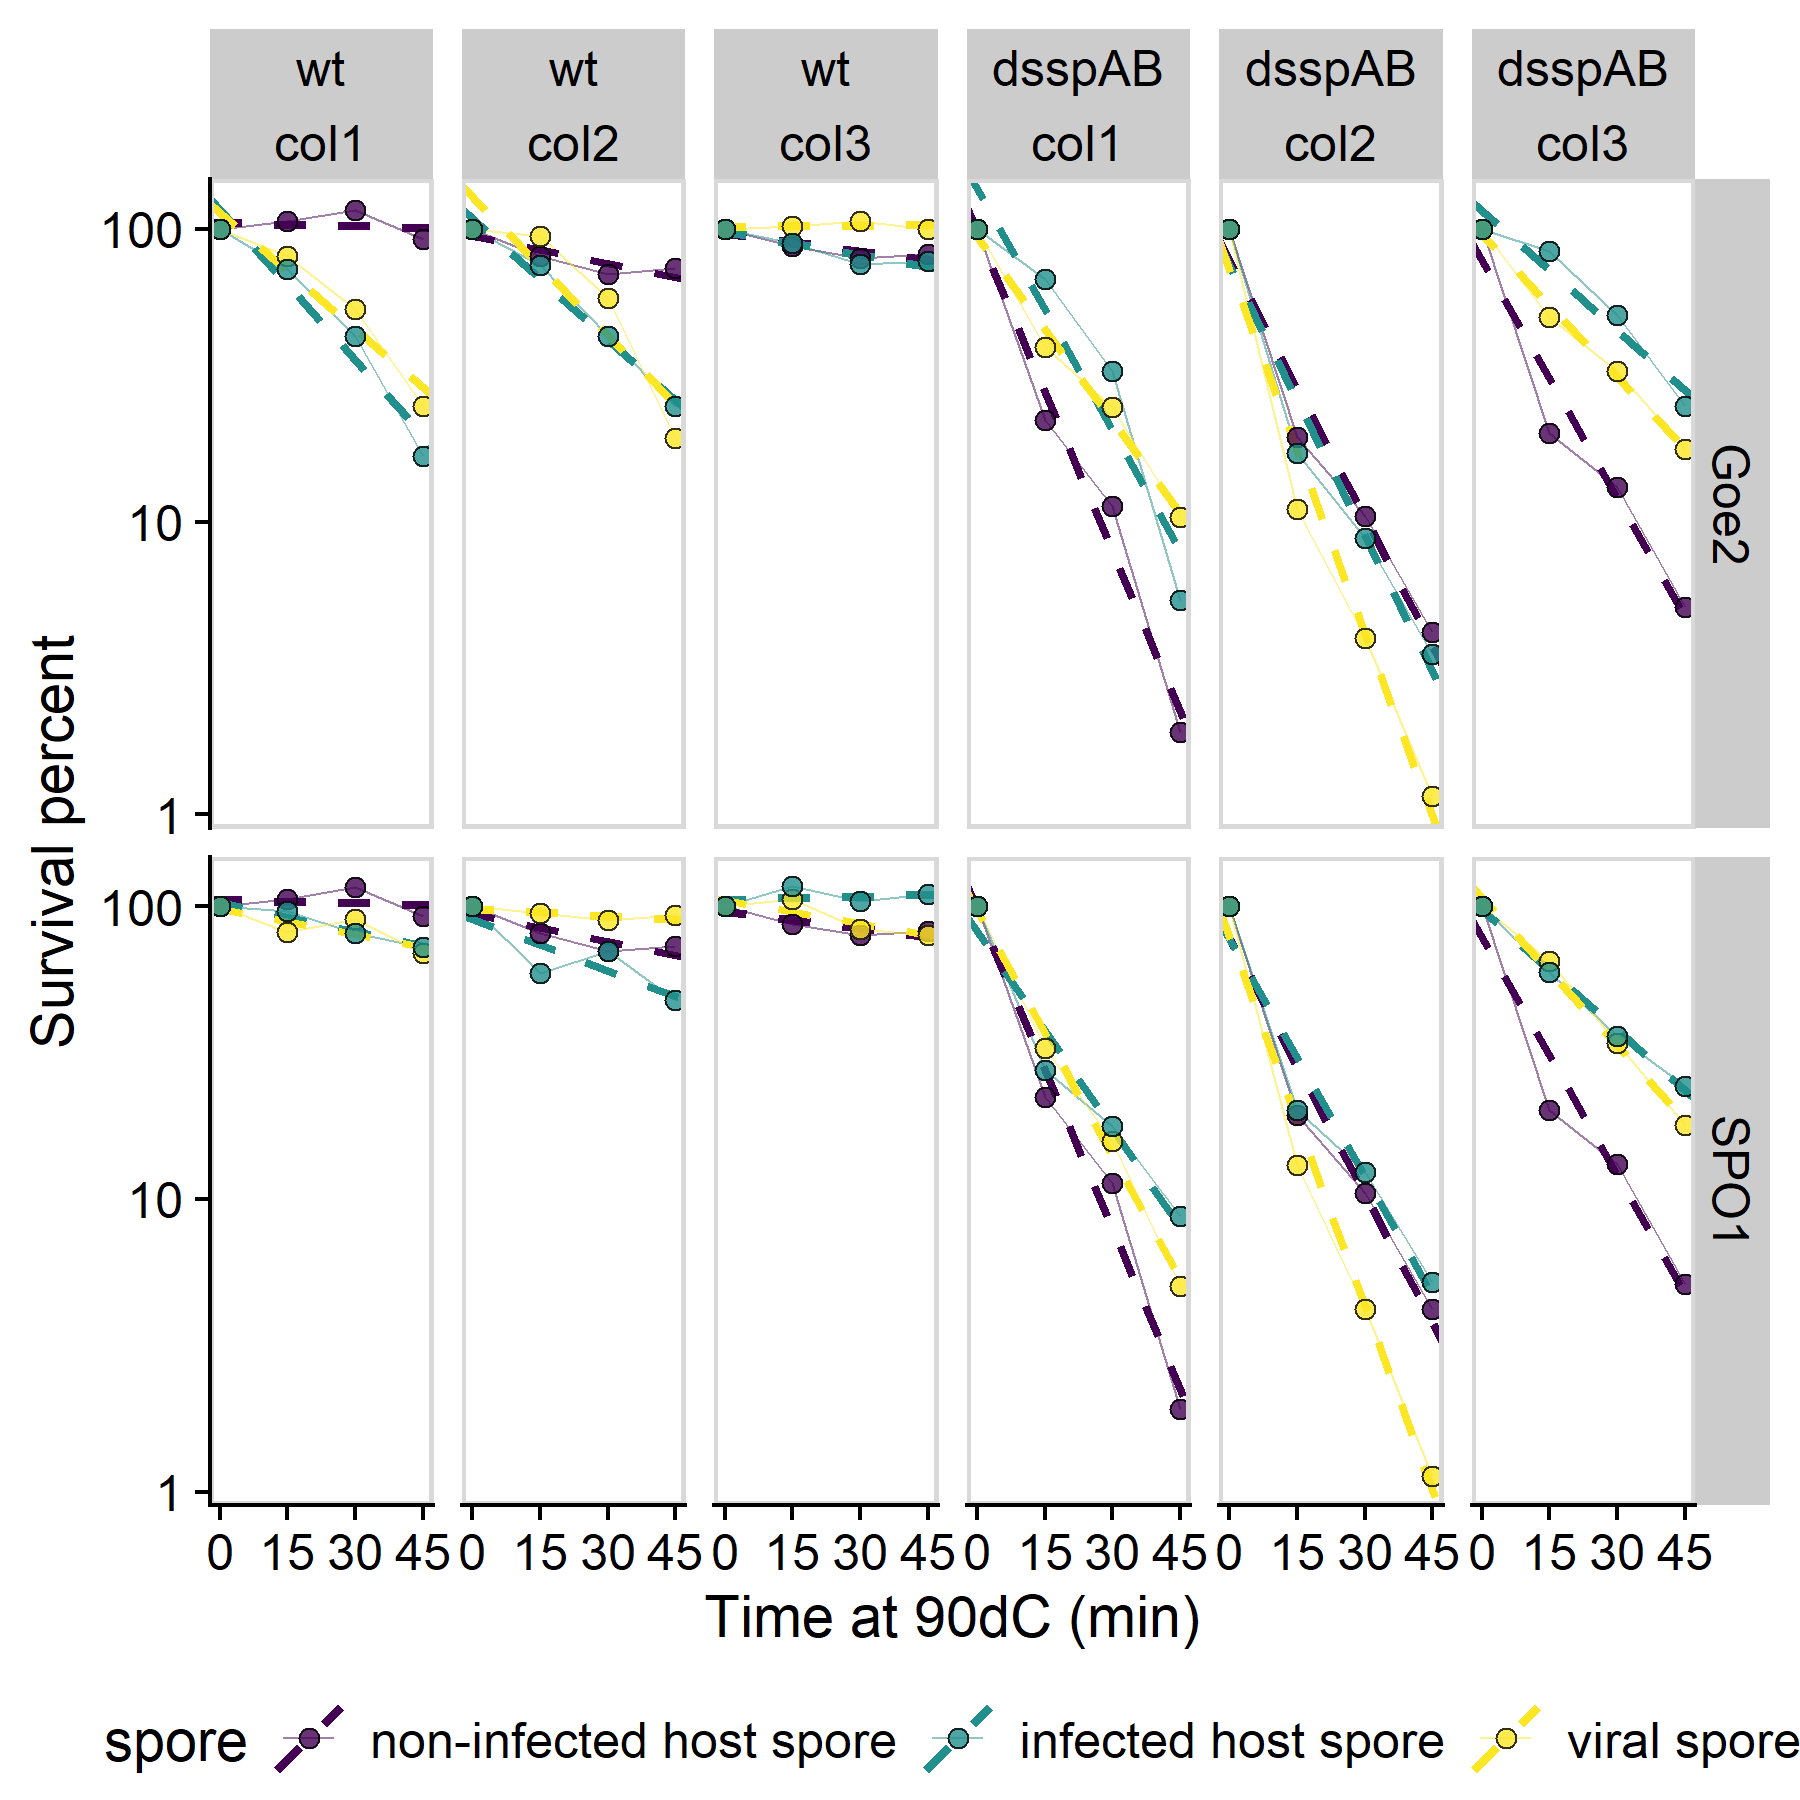 wt wt wt dsspAB dsspAB dsspAB
col1 col2 col3 col1 col2 col3
100
10
1
Goe2
Survival percent
100
10
1
SPO1
0 15 30 45 0 15 30 45 0 15 30 45 0 15 30 45 0 15 30 45 0 15 30 45
Time at 90dC (min)
spore non-infected host spore infected host spore viral spore